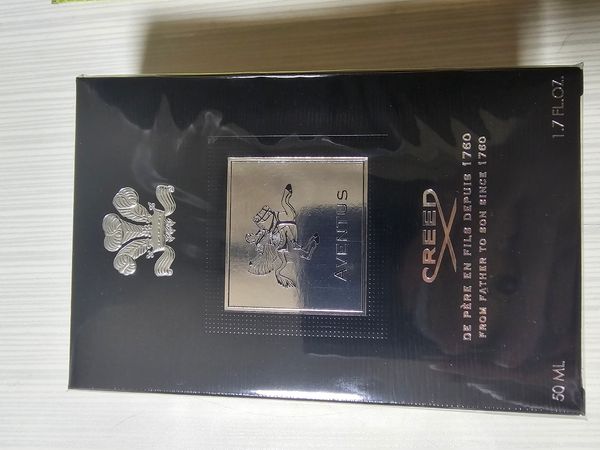 AVENTUS
CREED
DE PÈRE EN FILS DEPUIS 1760
FROM FATHER TO SON SINCE 1760
50 ML 1.7 FL.OZ.